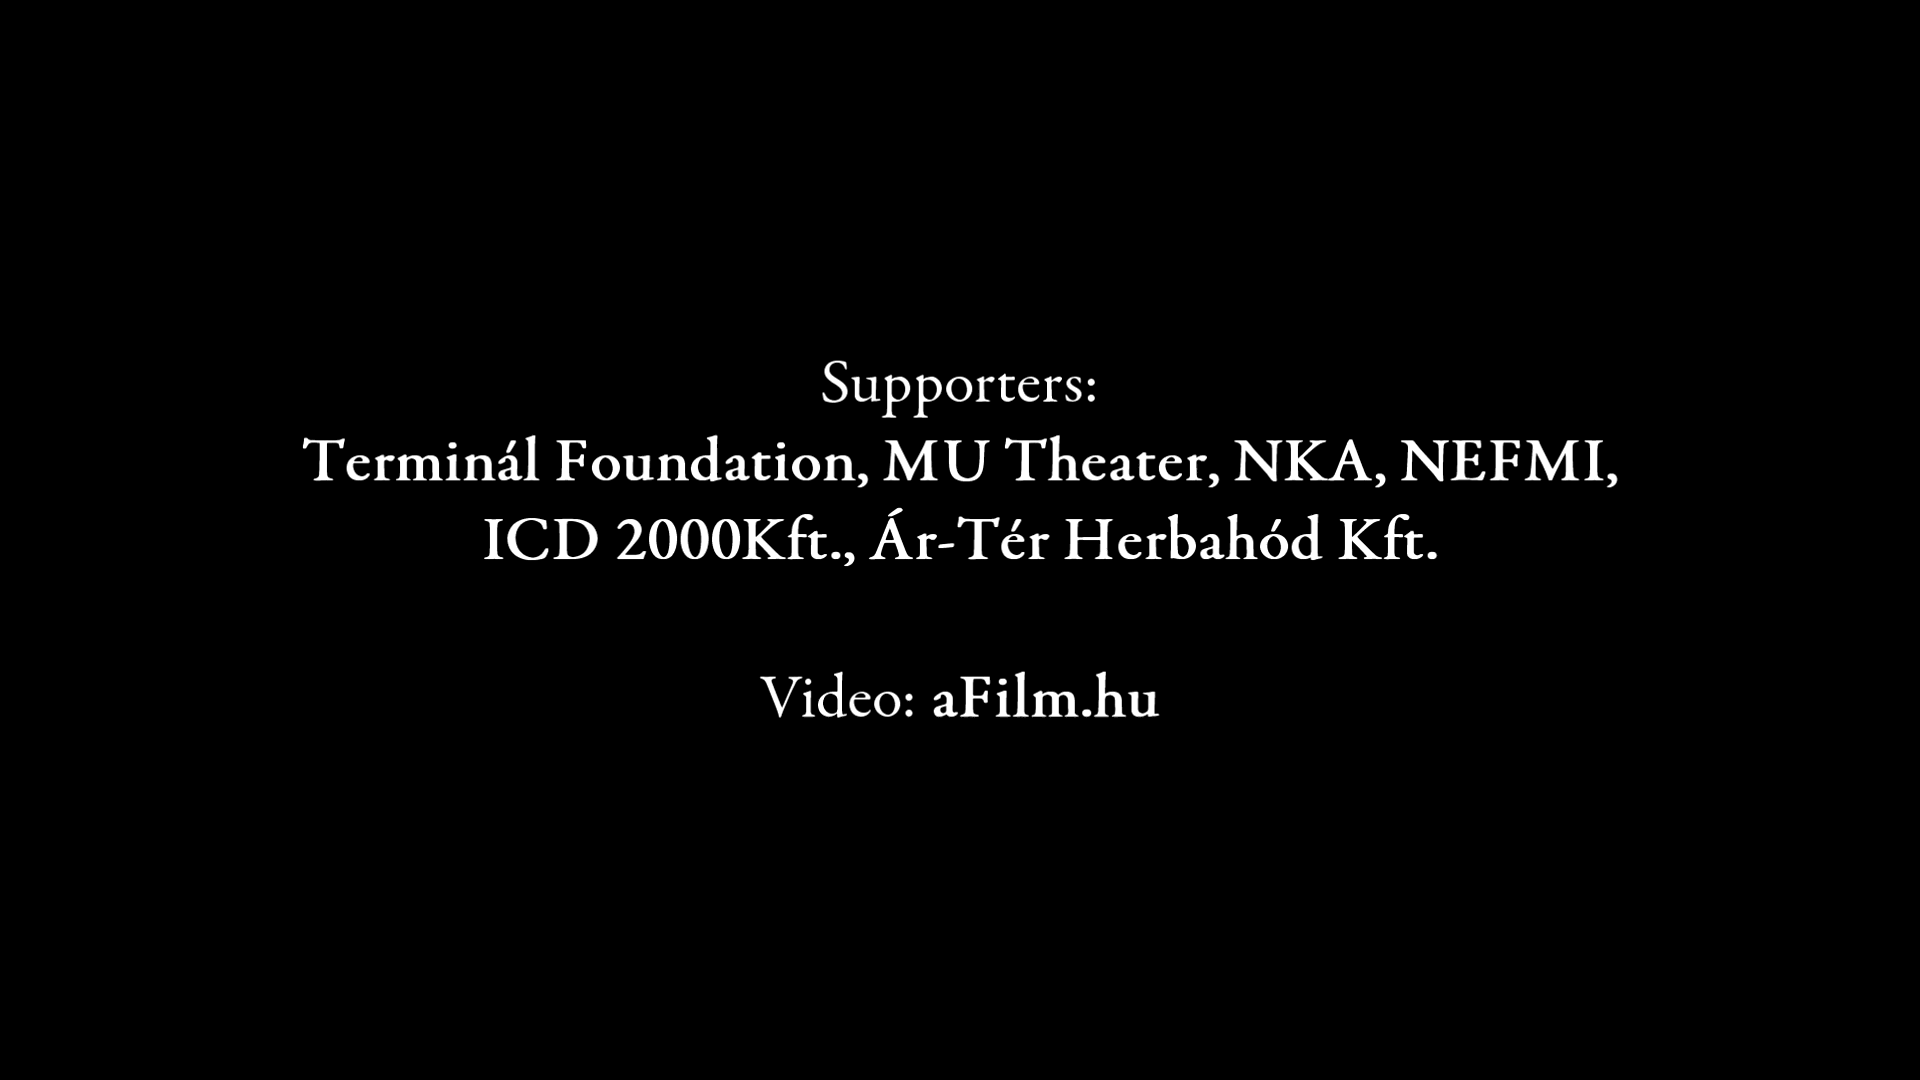 Supporters:
Terminál Foundation, MU Theater, NKA, NEFMI,
ICD 2000Kft., Ár-Tér Herbahód Kft.
Video: aFilm.hu